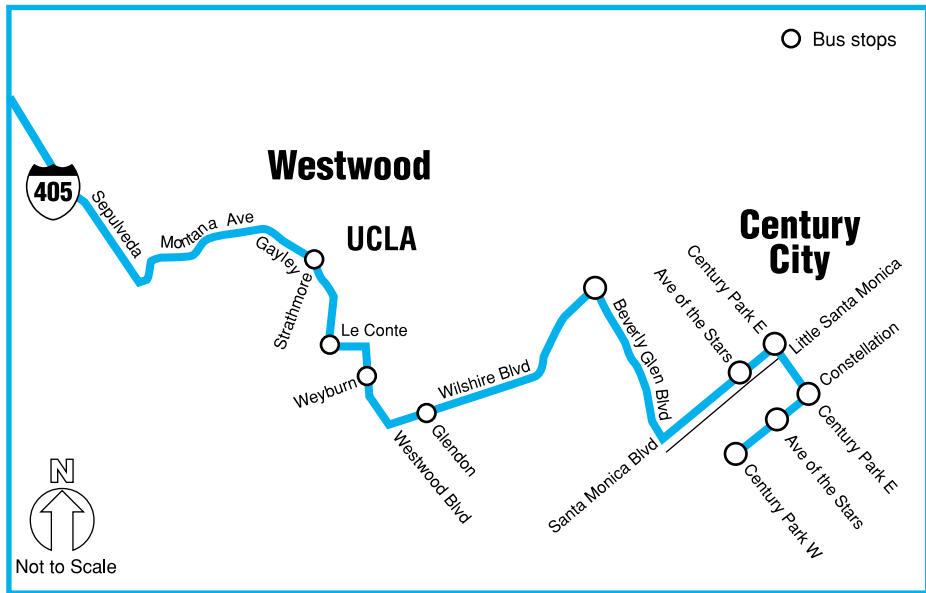 Bus stops
Westwood
405
Sepulveda
Montana Ave
Gayley
UCLA
Strathmore
Le Conte
Weyburn
Westwood Blvd
Glendon
Wilshire Blvd
Beverly Glen Blvd
Santa Monica Blvd
Century
City
Ave of the Stars
Century Park E
Little Santa Monica
Constellation
Century Park E
Ave of the Stars
Century Park W
N
Not to Scale